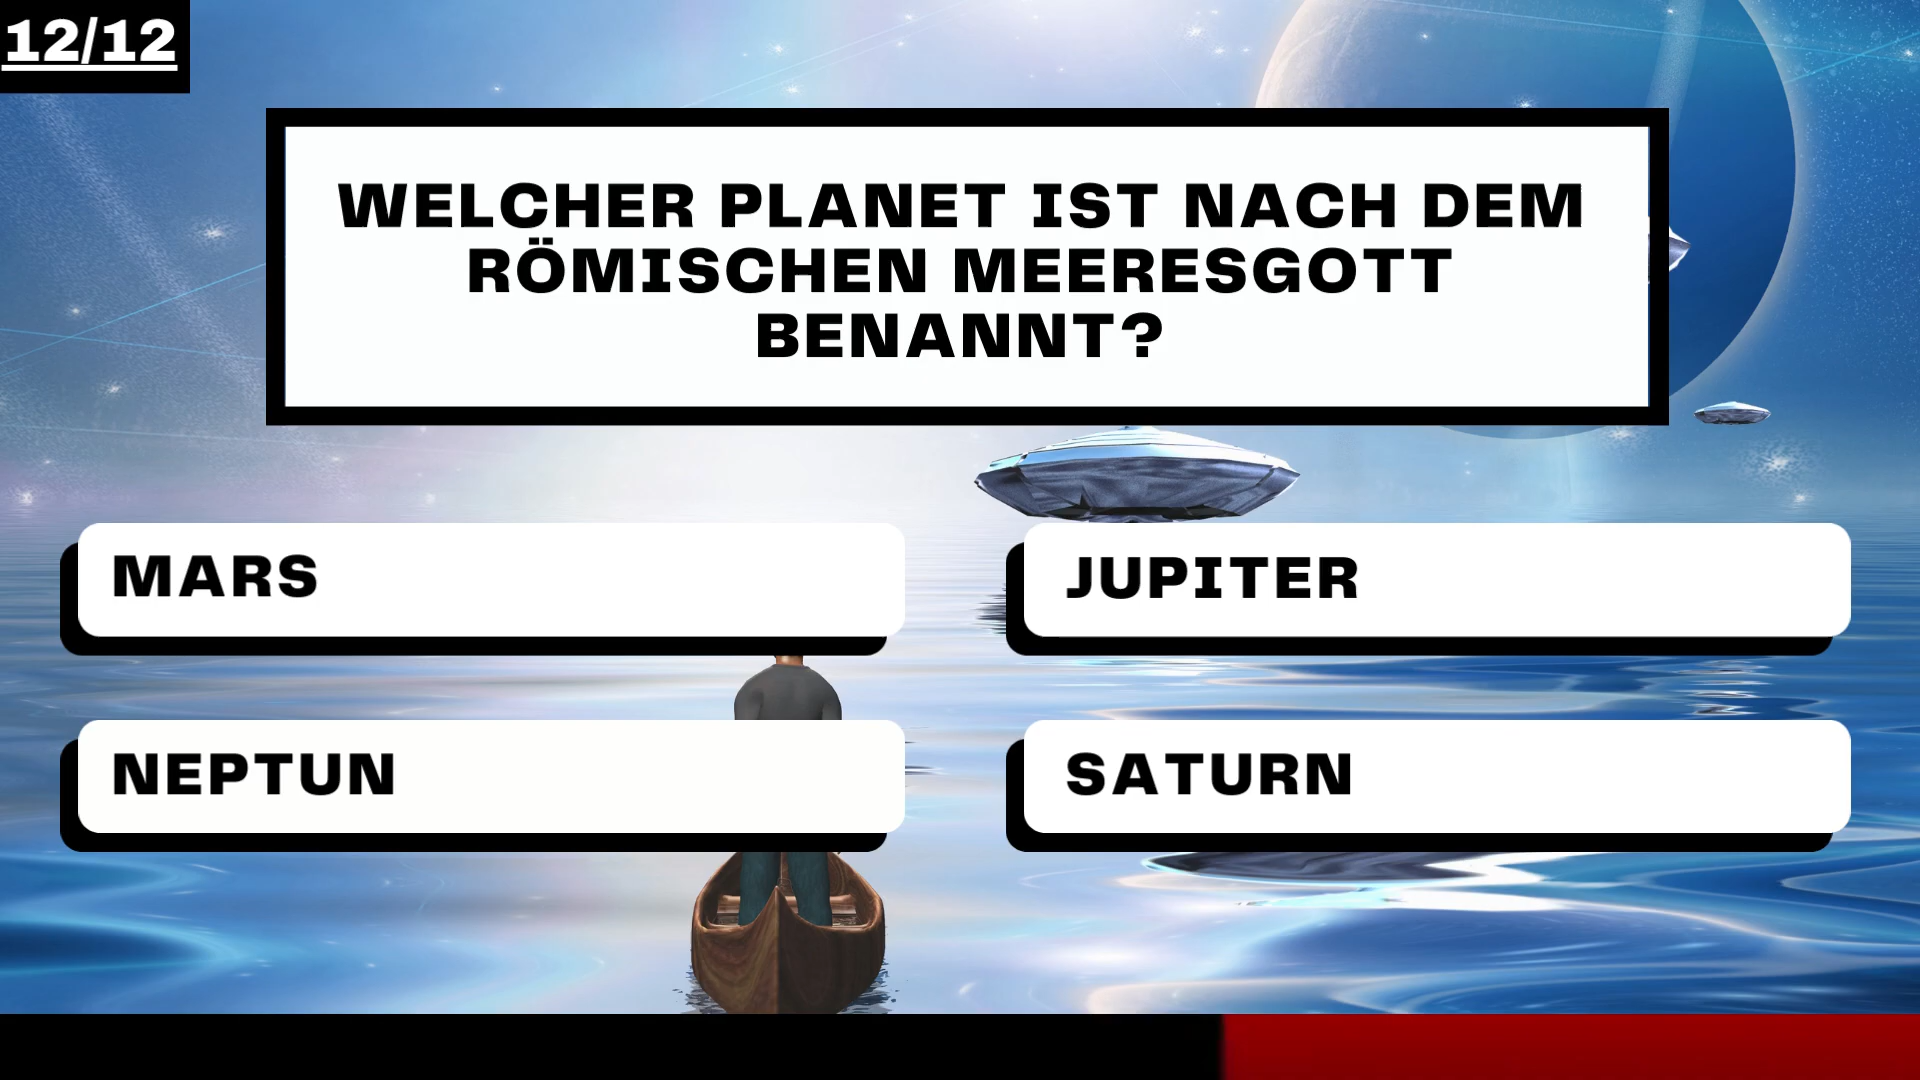 12/12
WELCHER PLANET IST NACH DEM
RÖMISCHEN MEERESGOTT
BENANNT?
MARS
JUPITER
NEPTUN
SATURN